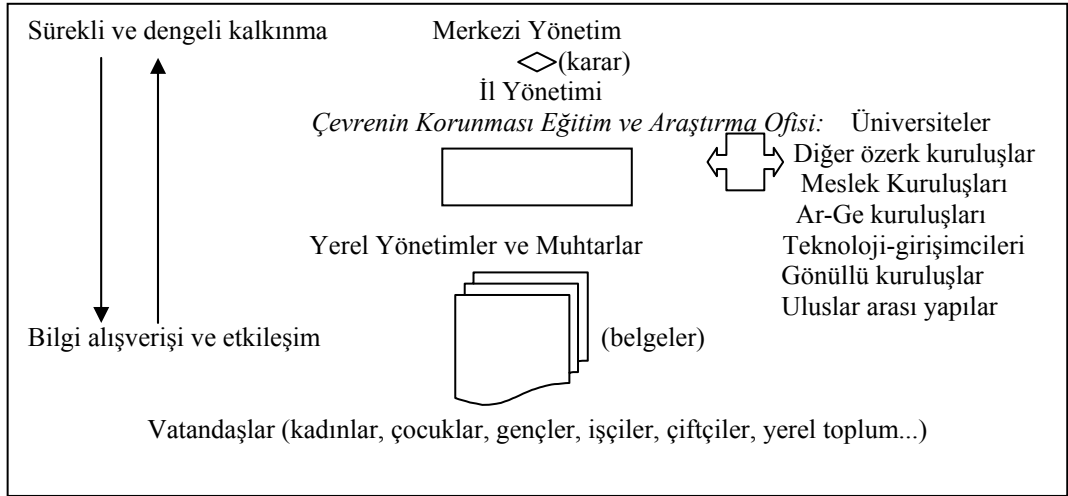 Sürekli ve dengeli kalkınma Merkezi Yönetim
(karar)
İl Yönetimi
Çevrenin Korunması Eğitim ve Araştırma Ofisi: Üniversiteler
Diğer özerk kuruluşlar
Meslek Kuruluşları
Ar-Ge kuruluşları
Yerel Yönetimler ve Muhtarlar Teknoloji-girişimcileri
Gönüllü kuruluşlar
Uluslar arası yapılar
Bilgi alışverişi ve etkileşim (belgeler)
Vatandaşlar (kadınlar, çocuklar, gençler, işçiler, çiftçiler, yerel toplum...)